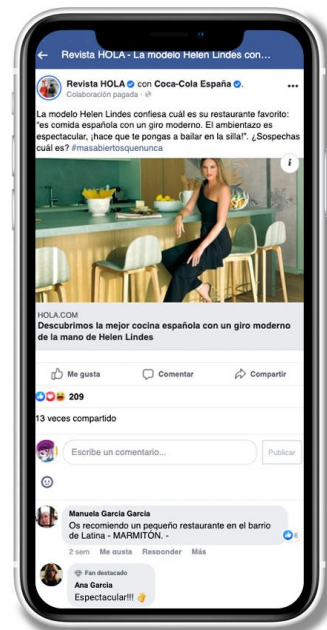 Revista HOLA - La modelo Helen Lindes con...
Revista HOLA con Coca-Cola España.
Colaboración pagada ·
La modelo Helen Lindes confiesa cuál es su restaurante favorito:
"es comida española con un giro moderno. El ambientazo es
espectacular, ¡hace que te pongas a bailar en la silla!". ¿Sospechas
cuál es? #masabiertosquenunca
i
HOLA.COM
Descubrimos la mejor cocina española con un giro moderno
de la mano de Helen Lindes
Me gusta Comentar Compartir
209
13 veces compartido
Escribe un comentario... Publicar
Manuela Garcia Garcia
Os recomiendo un pequeño restaurante en el barrio
de Latina - MARMITÓN. -
6
2 sem Me gusta Responder Más
Fan destacado
Ana Garcia
Espectacular!!!